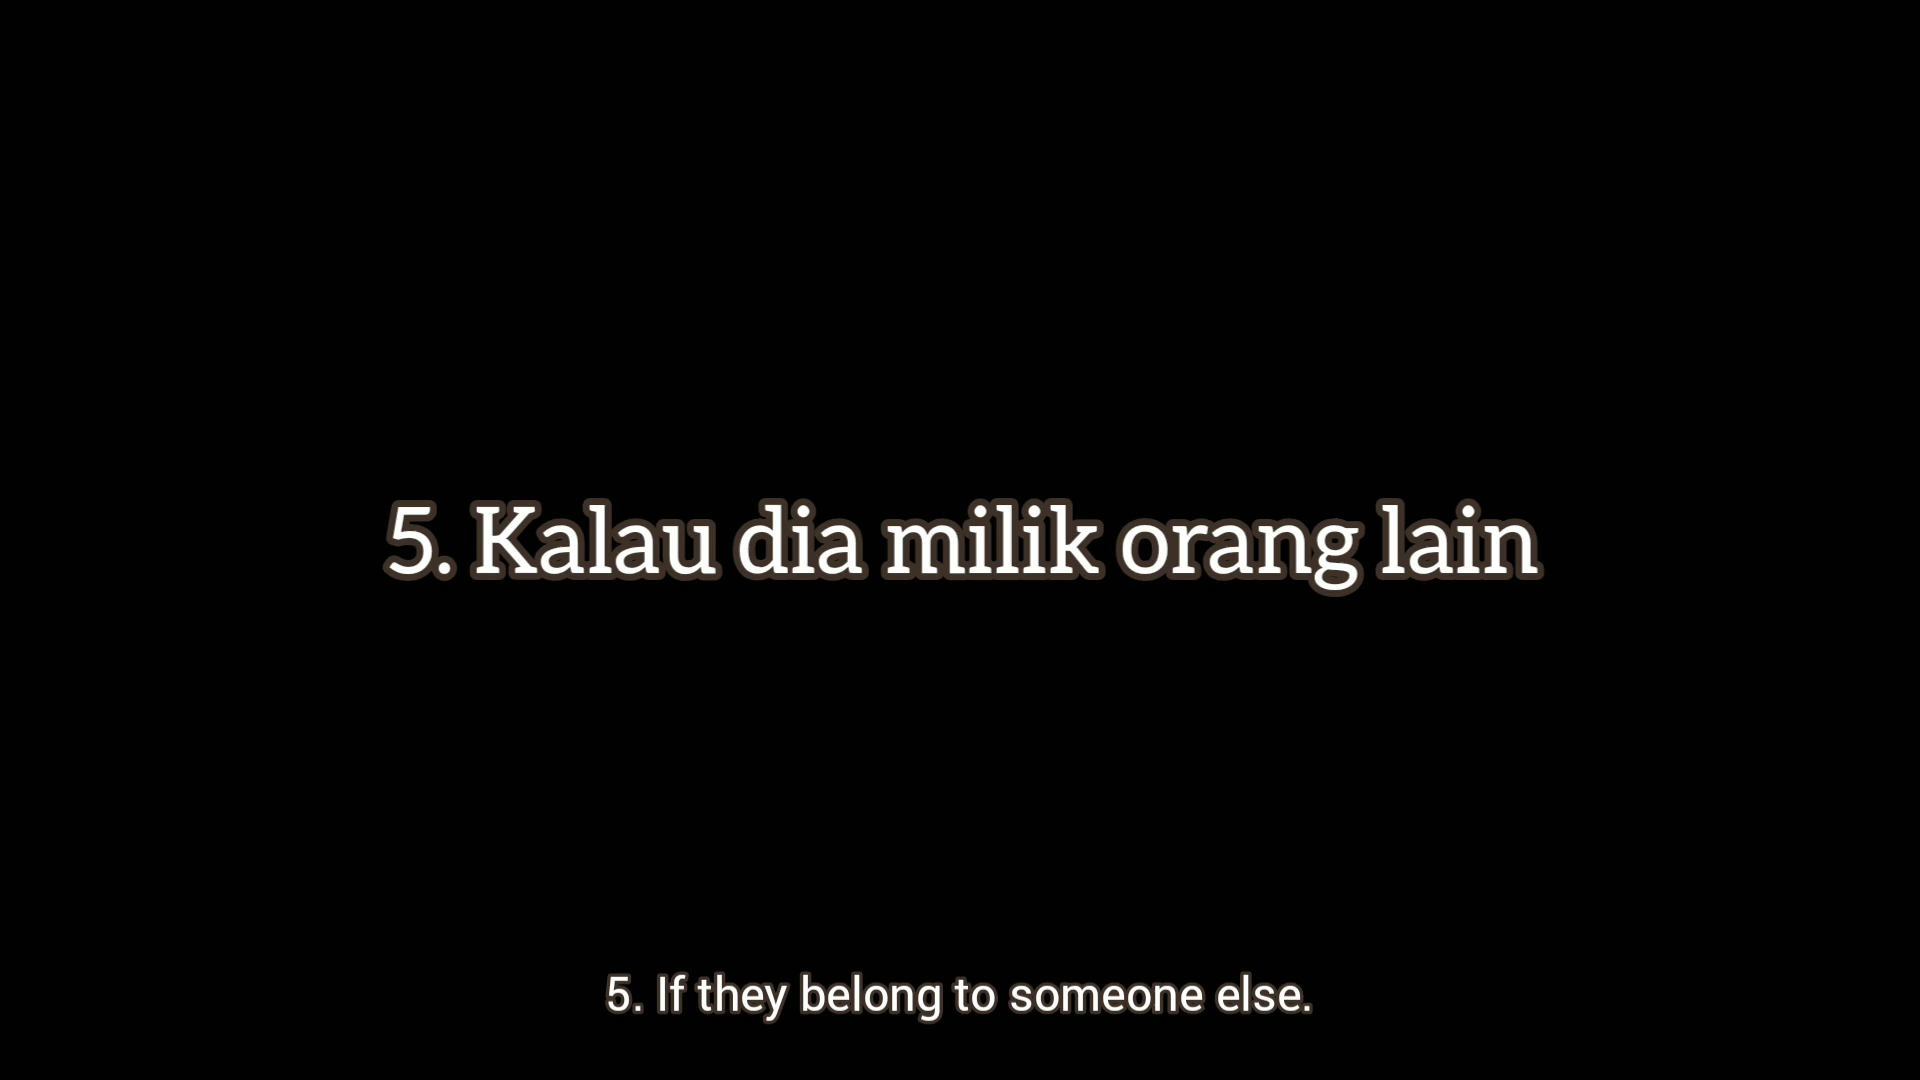 5. Kalau dia milik orang lain
5. If they belong to someone else.